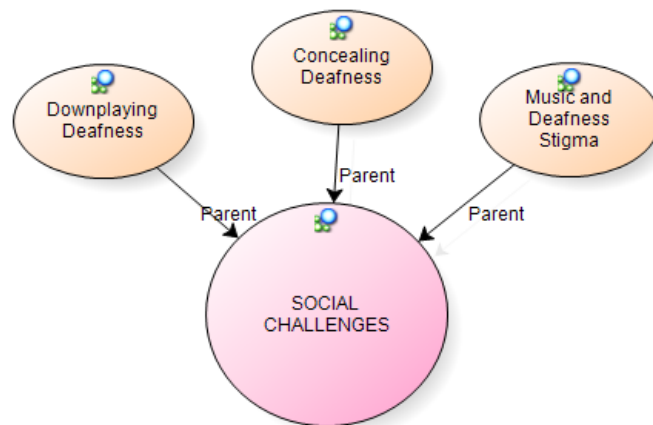 Downplaying
Deafness
Concealing
Deafness
Music and
Deafness
Stigma
Parent
Parent
Parent
SOCIAL
CHALLENGES